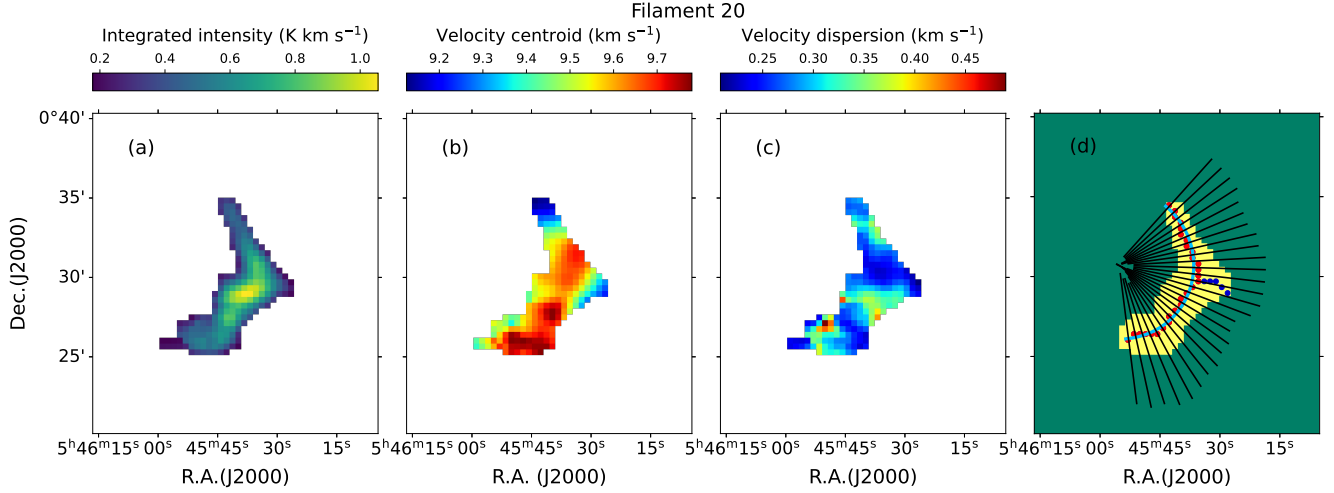 Filament 20
Integrated intensity (K km s⁻¹)
0.2 0.4 0.6 0.8 1.0
Velocity centroid (km s⁻¹)
9.2 9.3 9.4 9.5 9.6 9.7
Velocity dispersion (km s⁻¹)
0.25 0.30 0.35 0.40 0.45
(a)
(b)
(c)
(d)
0°40'
35'
30'
25'
Dec.(J2000)
5ʰ46ᵐ15ˢ 00ˢ 45ᵐ45ˢ 30ˢ 15ˢ
5ʰ46ᵐ15ˢ 00ˢ 45ᵐ45ˢ 30ˢ 15ˢ
5ʰ46ᵐ15ˢ 00ˢ 45ᵐ45ˢ 30ˢ 15ˢ
5ʰ46ᵐ15ˢ 00ˢ 45ᵐ45ˢ 30ˢ 15ˢ
R.A.(J2000)
R.A. (J2000)
R.A.(J2000)
R.A.(J2000)